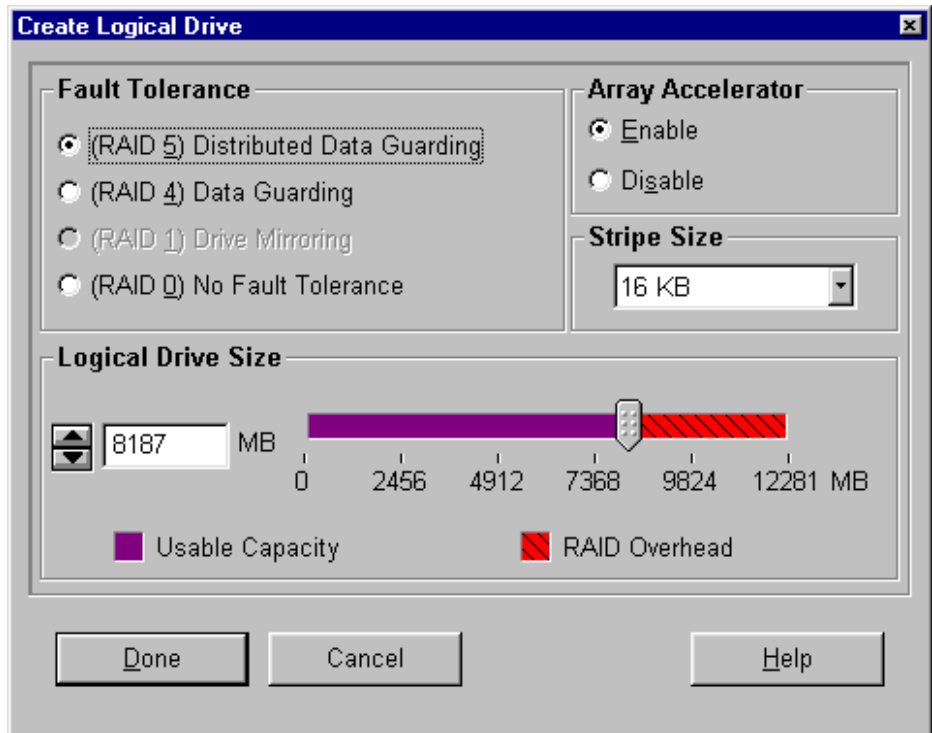 Create Logical Drive
Fault Tolerance
(RAID 5) Distributed Data Guarding
(RAID 4) Data Guarding
(RAID 1) Drive Mirroring
(RAID 0) No Fault Tolerance
Array Accelerator
Enable
Disable
Stripe Size
16 KB
Logical Drive Size
8187 MB
0 2456 4912 7368 9824 12281 MB
Usable Capacity
RAID Overhead
Done
Cancel
Help